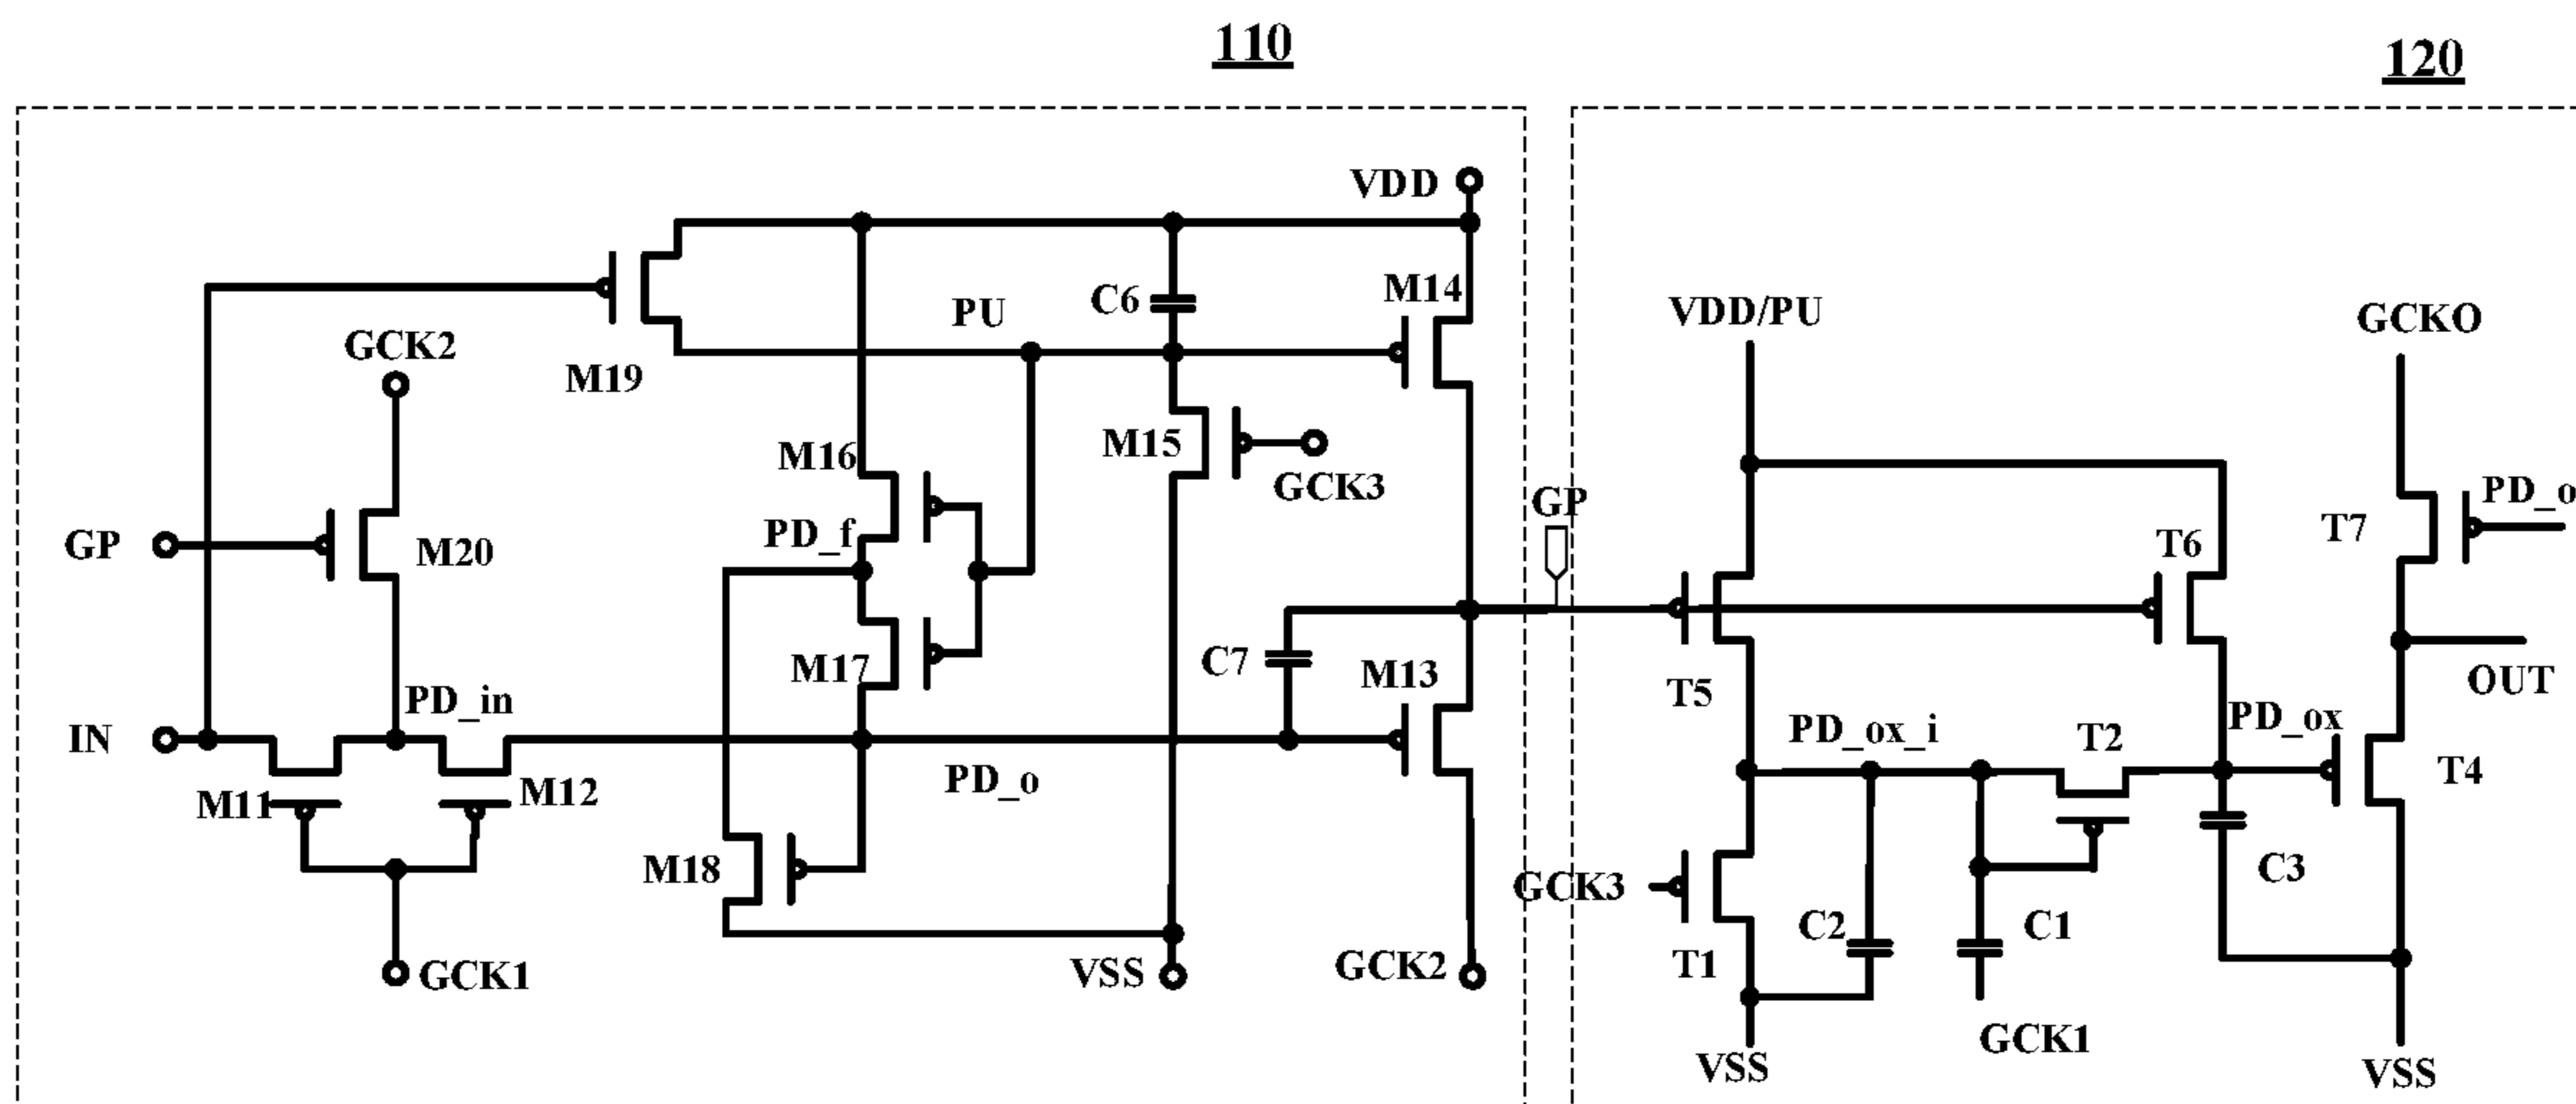 110
120
VDD
M14
C6
PU
VDD/PU
GCKO
GCK2
M19
M15
M16
GCK3
PD_o
GP
T7
PD_f
GP
M20
T6
C7
M13
M17
T5
OUT
PD_in
PD_ox
IN
PD_ox_i
T2
PD_o
T4
M11
M12
M18
C3
GCK3
C2
C1
T1
GCK1
VSS
GCK2
GCK1
VSS
VSS